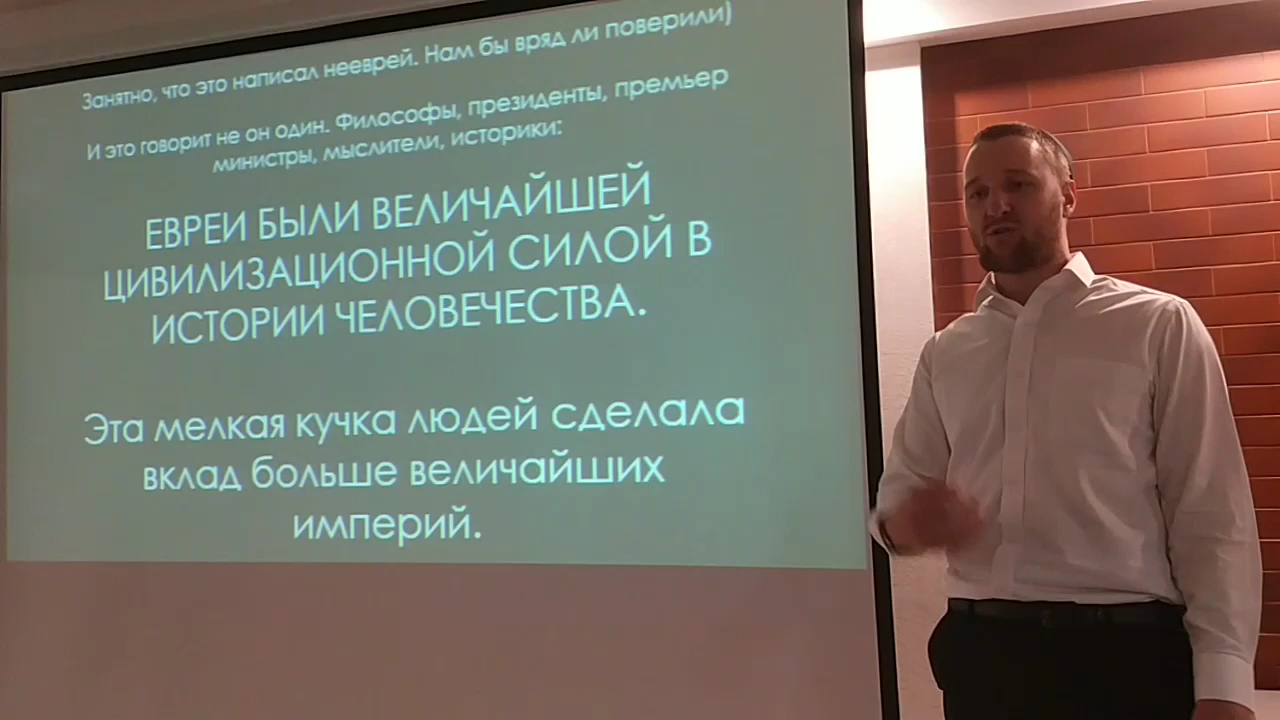 Занятно, что это написал нееврей. Нам бы вряд ли поверили)
И это говорит не он один. Философы, президенты, премьер
министры, мыслители, историки:
ЕВРЕИ БЫЛИ ВЕЛИЧАЙШЕЙ
ЦИВИЛИЗАЦИОННОЙ СИЛОЙ В
ИСТОРИИ ЧЕЛОВЕЧЕСТВА.
Эта мелкая кучка людей сделала
вклад больше величайших
империй.